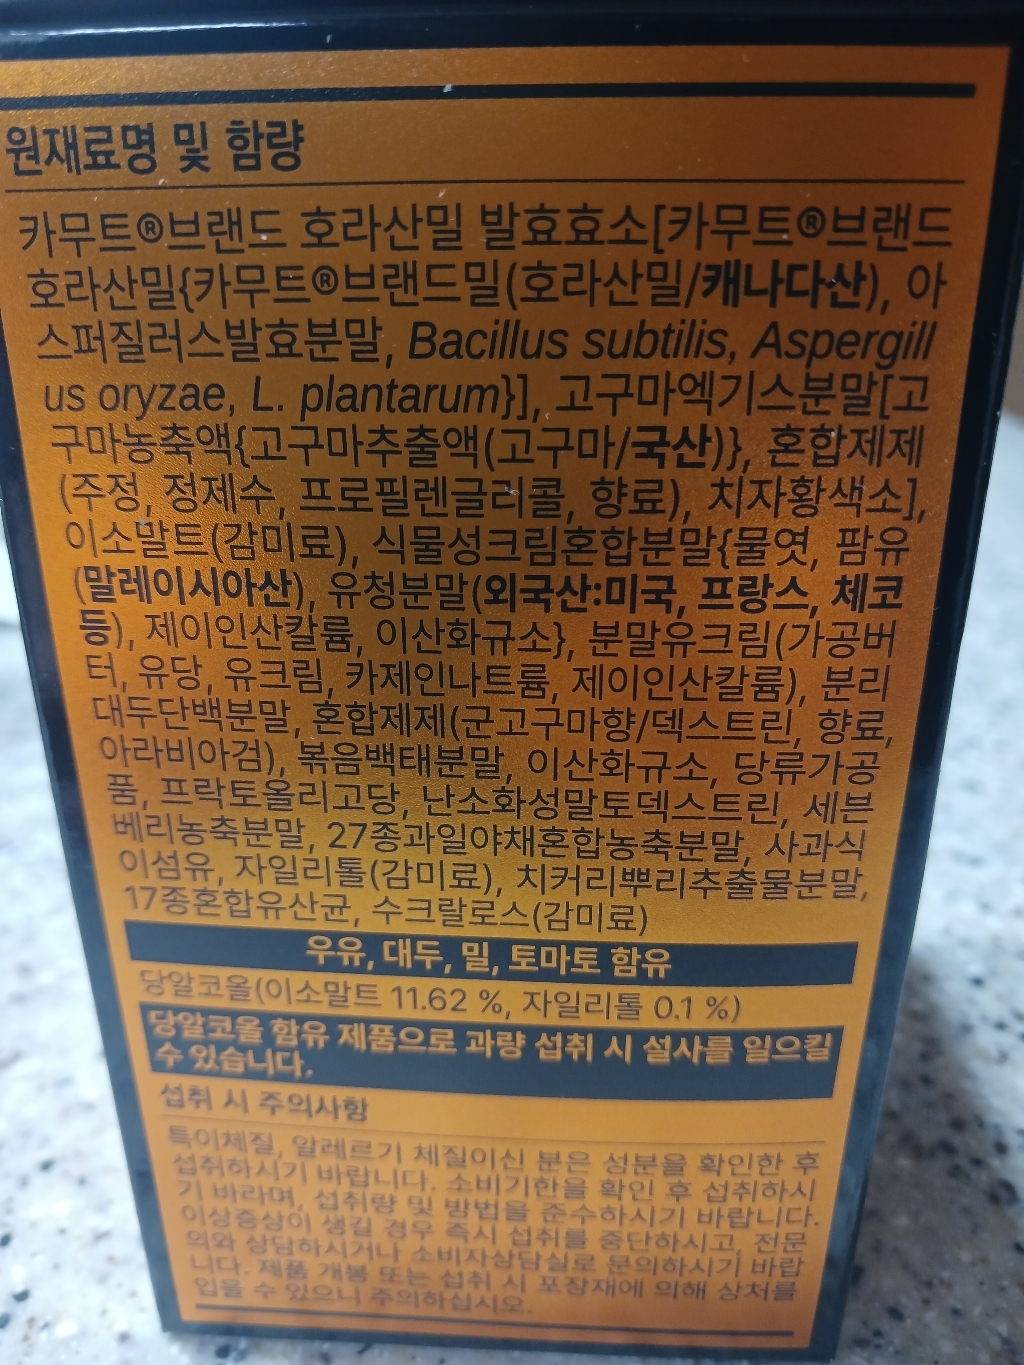 원재료명 및 함량
카무트®브랜드 호라산밀 발효효소[카무트®브랜드
호라산밀{카무트®브랜드밀(호라산밀/캐나다산), 아
스퍼질러스발효분말, Bacillus subtilis, Aspergill
us oryzae, L. plantarum}], 고구마엑기스분말[고
구마농축액{고구마추출액(고구마/국산)}, 혼합제제
(주정, 정제수, 프로필렌글리콜, 향료), 치자황색소],
이소말트(감미료), 식물성크림혼합분말{물엿, 팜유
(말레이시아산), 유청분말(외국산:미국, 프랑스, 체코
등), 제이인산칼륨, 이산화규소}, 분말유크림(가공버
터, 유당, 유크림, 카제인나트륨, 제이인산칼륨), 분리
대두단백분말, 혼합제제(군고구마향/덱스트린, 향료,
아라비아검), 볶음백태분말, 이산화규소, 당류가공
품, 프락토올리고당, 난소화성말토덱스트린, 세븐
베리농축분말, 27종과일야채혼합농축분말, 사과식
이섬유, 자일리톨(감미료), 치커리뿌리추출물분말,
17종혼합유산균, 수크랄로스(감미료)
우유, 대두, 밀, 토마토 함유
당알코올(이소말트 11.62 %, 자일리톨 0.1 %)
당알코올 함유 제품으로 과량 섭취 시 설사를 일으킬
수 있습니다.
섭취 시 주의사항
특이체질, 알레르기 체질이신 분은 성분을 확인한 후
섭취하시기 바랍니다. 소비기한을 확인 후 섭취하시
기 바라며, 섭취량 및 방법을 준수하시기 바랍니다.
이상증상이 생길 경우 즉시 섭취를 중단하시고, 전문
의와 상담하시거나 소비자상담실로 문의하시기 바랍
니다. 제품 개봉 또는 섭취 시 포장재에 의해 상처를
입을 수 있으니 주의하십시오.